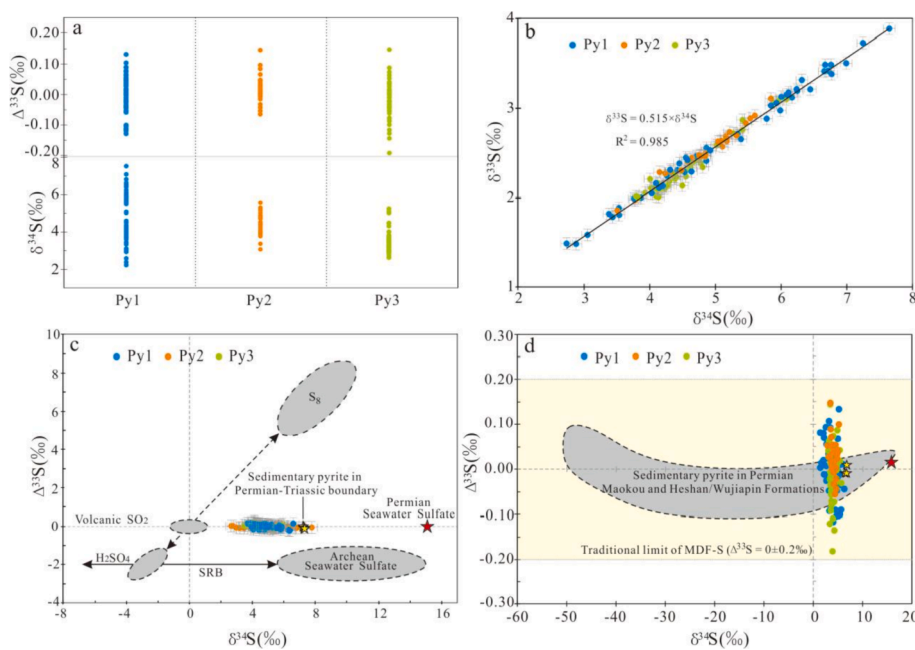 a
0.20
0.10
0.00
-0.10
-0.20
Δ³³S(‰)
8
6
4
2
δ³⁴S(‰)
Py1
Py2
Py3
b
Py1
Py2
Py3
δ³³S = 0.515×δ³⁴S
R² = 0.985
4
3
2
1
δ³³S(‰)
2
3
4
5
6
7
8
δ³⁴S(‰)
c
Py1
Py2
Py3
10
8
6
4
2
0
-2
-4
Δ³³S(‰)
S₈
Sedimentary pyrite in
Permian-Triassic boundary
Permian
Seawater Sulfate
Volcanic SO₂
H₂SO₄
SRB
Archean
Seawater Sulfate
-8
-4
0
4
8
12
16
δ³⁴S(‰)
d
Py1
Py2
Py3
0.30
0.20
0.10
0.00
-0.10
-0.20
-0.30
Δ³³S(‰)
Sedimentary pyrite in Permian
Maokou and Heshan/Wujiapin Formations
Traditional limit of MDF-S (Δ³³S = 0±0.2‰)
-60
-50
-40
-30
-20
-10
0
10
20
δ³⁴S(‰)